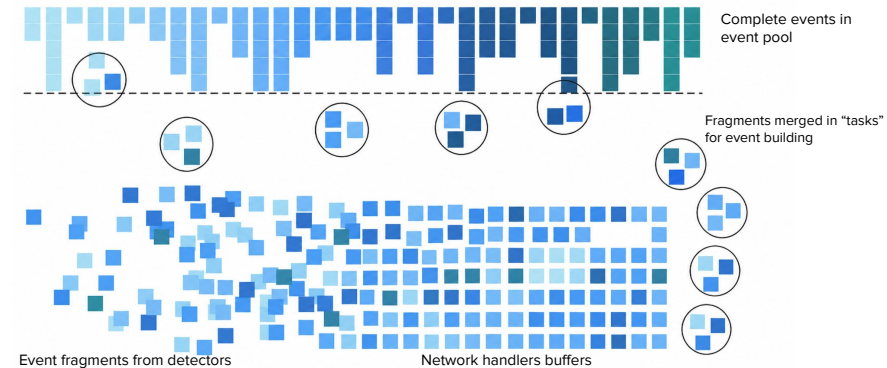 Complete events in
event pool
Fragments merged in “tasks”
for event building
Event fragments from detectors
Network handlers buffers